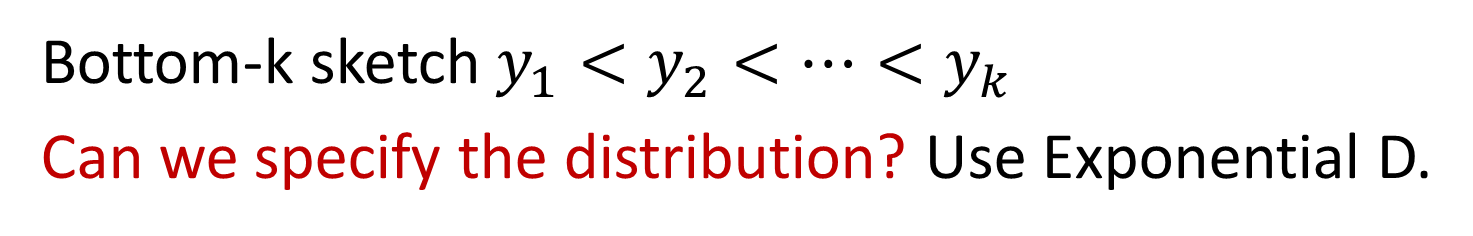 Bottom-k sketch 𝑦₁ < 𝑦₂ < ⋯ < 𝑦ₖ
Can we specify the distribution? Use Exponential D.